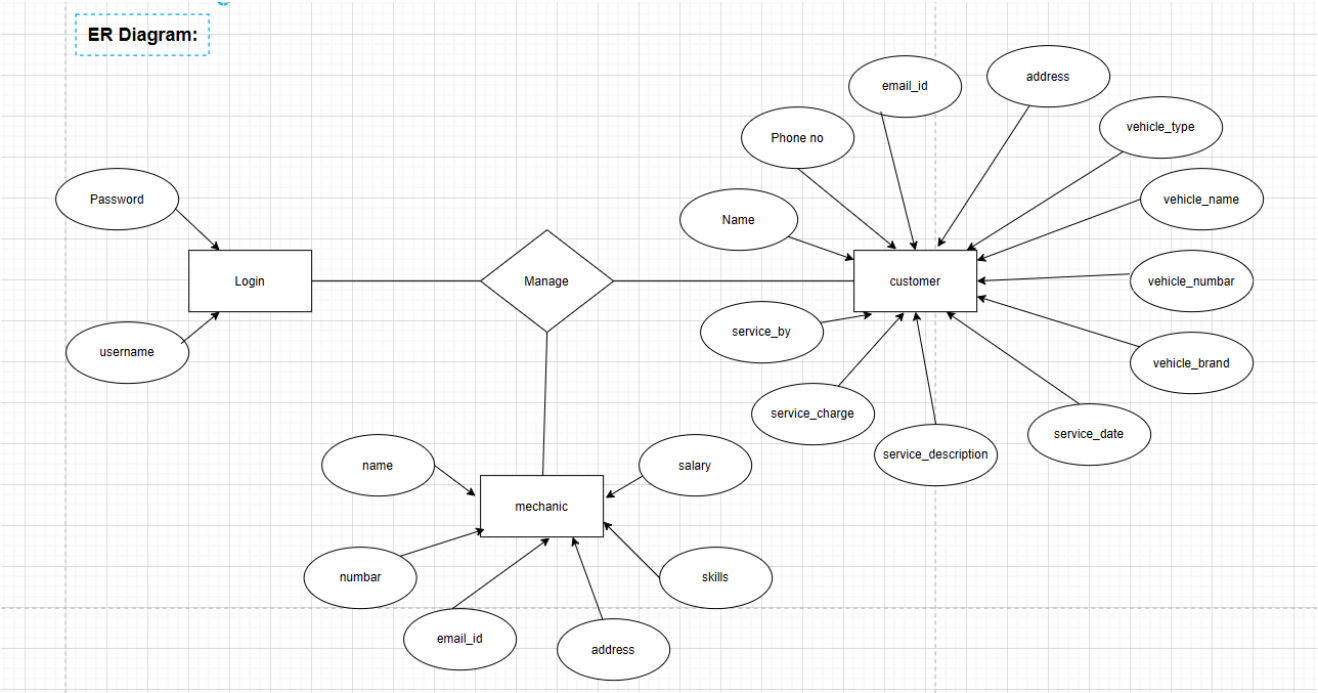 ER Diagram:
email_id
address
Phone no
vehicle_type
Password
vehicle_name
Name
Login
Manage
customer
vehicle_numbar
service_by
username
vehicle_brand
service_charge
service_date
service_description
name
salary
mechanic
numbar
skills
email_id
address